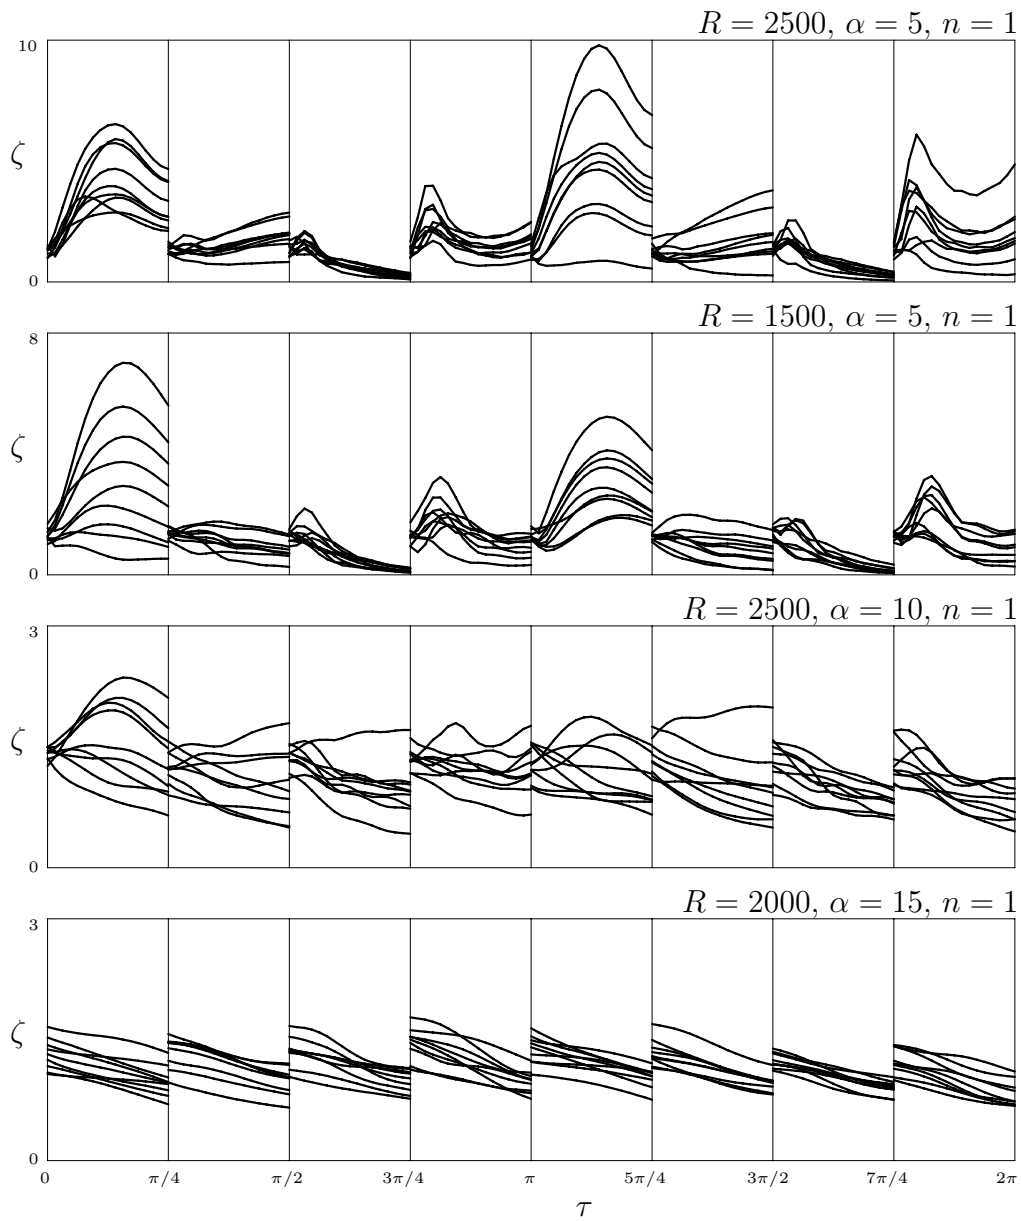 R = 2500, α = 5, n = 1
10
ζ
0
R = 1500, α = 5, n = 1
8
ζ
0
R = 2500, α = 10, n = 1
3
ζ
0
R = 2000, α = 15, n = 1
3
ζ
0
0 π/4 π/2 3π/4 π 5π/4 3π/2 7π/4 2π
τ